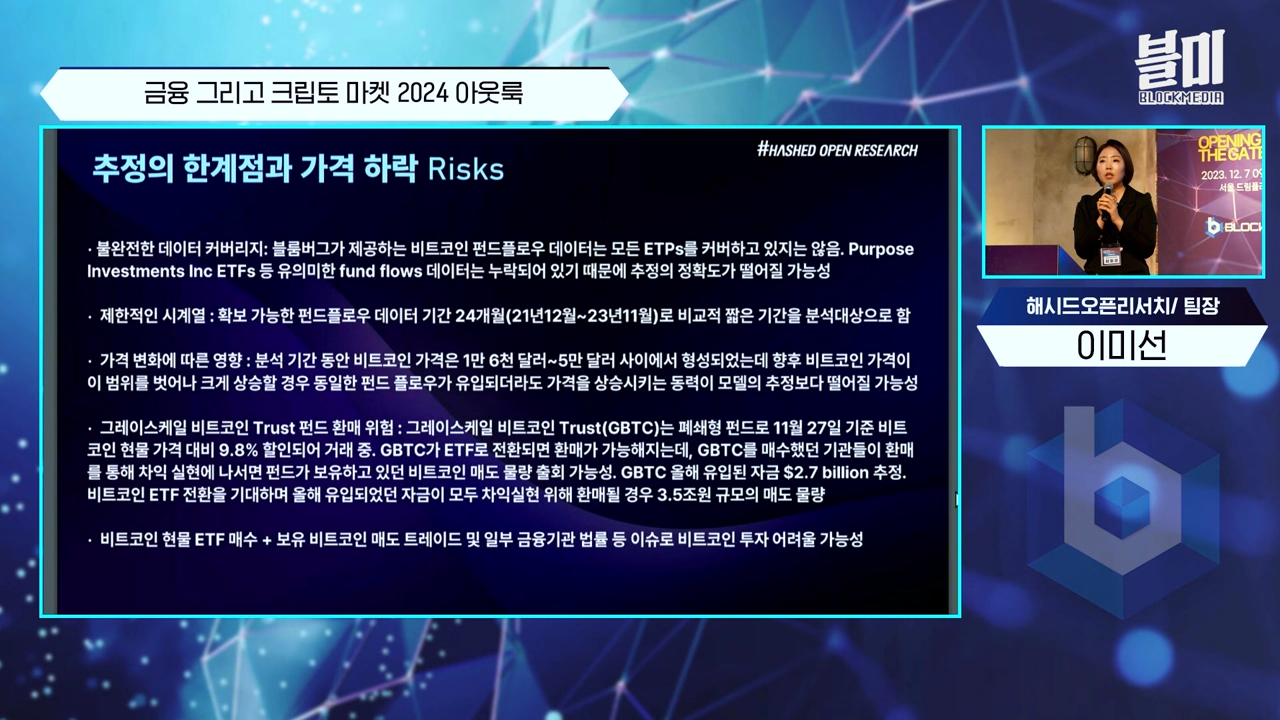 블미
BLOCKMEDIA
금융 그리고 크립토 마켓 2024 아웃룩
#HASHED OPEN RESEARCH
추정의 한계점과 가격 하락 Risks
· 불완전한 데이터 커버리지: 블룸버그가 제공하는 비트코인 펀드플로우 데이터는 모든 ETPs를 커버하고 있지는 않음. Purpose
Investments Inc ETFs 등 유의미한 fund flows 데이터는 누락되어 있기 때문에 추정의 정확도가 떨어질 가능성
· 제한적인 시계열 : 확보 가능한 펀드플로우 데이터 기간 24개월(21년12월~23년11월)로 비교적 짧은 기간을 분석대상으로 함
· 가격 변화에 따른 영향 : 분석 기간 동안 비트코인 가격은 1만 6천 달러~5만 달러 사이에서 형성되었는데 향후 비트코인 가격이
이 범위를 벗어나 크게 상승할 경우 동일한 펀드 플로우가 유입되더라도 가격을 상승시키는 동력이 모델의 추정보다 떨어질 가능성
· 그레이스케일 비트코인 Trust 펀드 환매 위험 : 그레이스케일 비트코인 Trust(GBTC)는 폐쇄형 펀드로 11월 27일 기준 비트
코인 현물 가격 대비 9.8% 할인되어 거래 중. GBTC가 ETF로 전환되면 환매가 가능해지는데, GBTC를 매수했던 기관들이 환매
를 통해 차익 실현에 나서면 펀드가 보유하고 있던 비트코인 매도 물량 출회 가능성. GBTC 올해 유입된 자금 $2.7 billion 추정.
비트코인 ETF 전환을 기대하며 올해 유입되었던 자금이 모두 차익실현 위해 환매될 경우 3.5조원 규모의 매도 물량
· 비트코인 현물 ETF 매수 + 보유 비트코인 매도 트레이드 및 일부 금융기관 법률 등 이슈로 비트코인 투자 어려울 가능성
OPENING
THE GATE
2023. 12. 7 09
서울 드림플
BLOCK
해시드오픈리서치/ 팀장
이미선